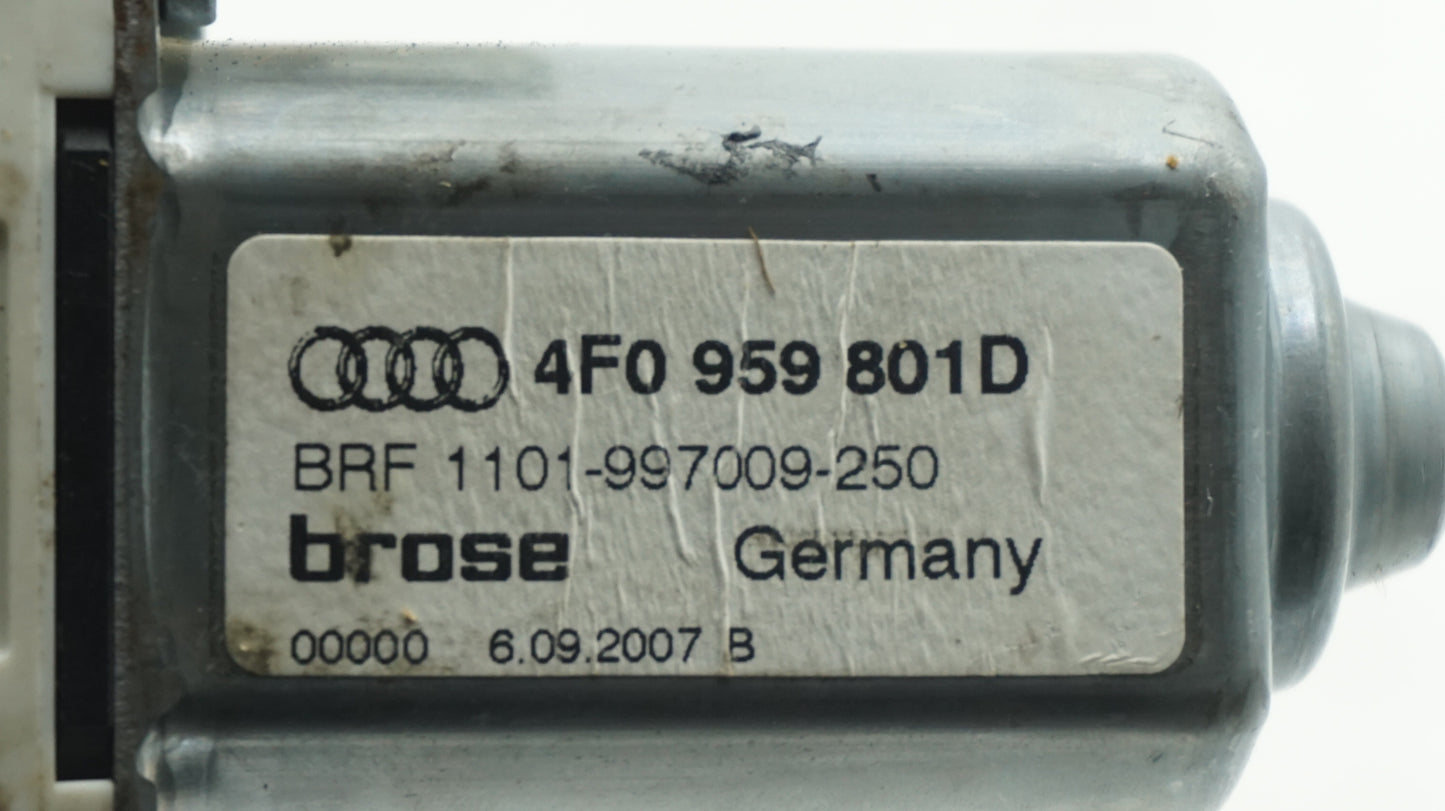 4F0 959 801D
BRF 1101-997009-250
brose Germany
00000 6.09.2007 B